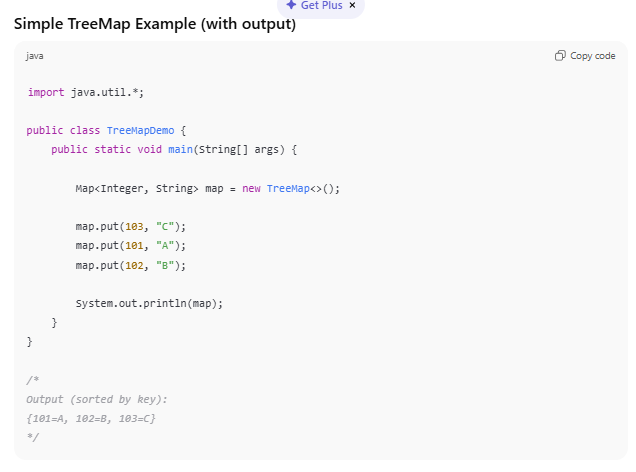 Get Plus ×
Simple TreeMap Example (with output)
java
Copy code
import java.util.*;
public class TreeMapDemo {
public static void main(String[] args) {
Map<Integer, String> map = new TreeMap<>();
map.put(103, "C");
map.put(101, "A");
map.put(102, "B");
System.out.println(map);
}
}
/*
Output (sorted by key):
{101=A, 102=B, 103=C}
*/